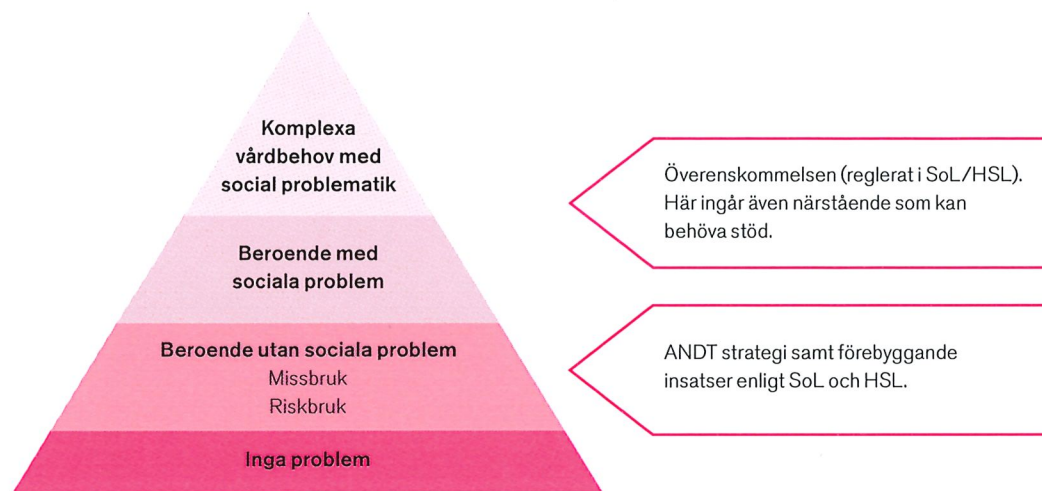 Komplexa
vårdbehov med
social problematik
Beroende med
sociala problem
Beroende utan sociala problem
Missbruk
Riskbruk
Inga problem
Överenskommelsen (reglerat i SoL/HSL).
Här ingår även närstående som kan
behöva stöd.
ANDT strategi samt förebyggande
insatser enligt SoL och HSL.